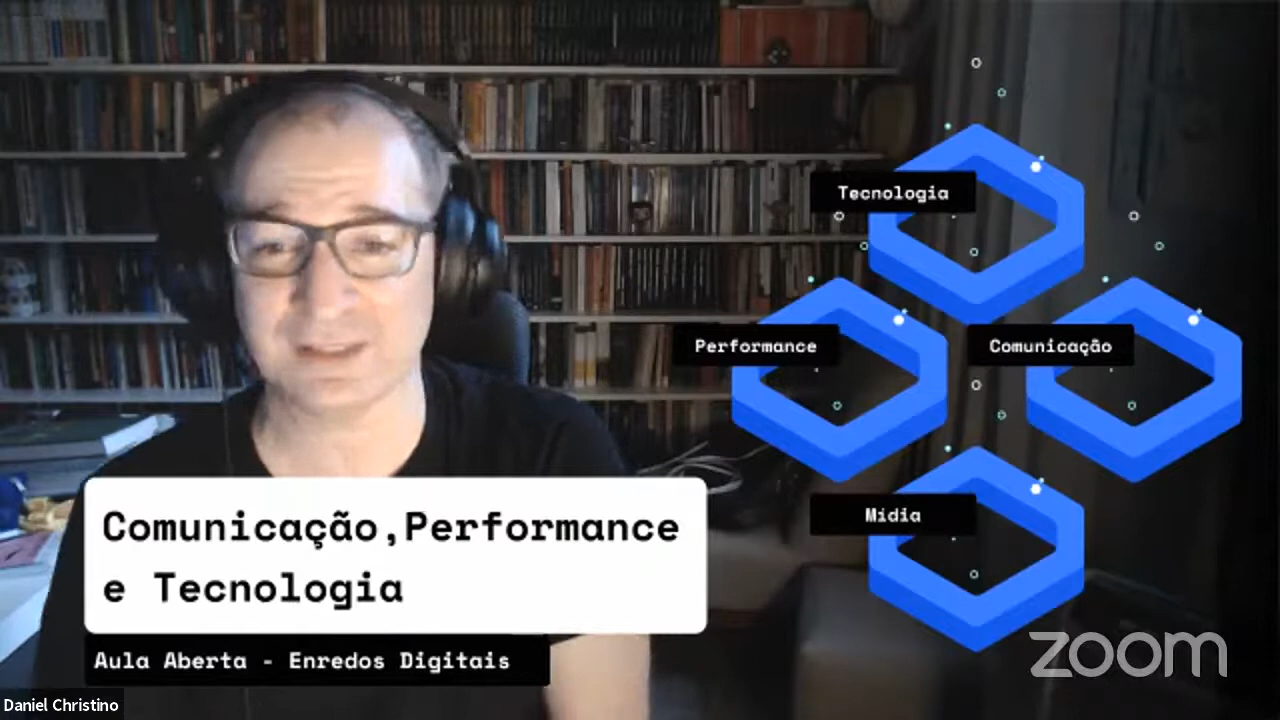 Tecnologia
Performance
Comunicação
Mídia
Comunicação,Performance
e Tecnologia
Aula Aberta - Enredos Digitais
zoom
Daniel Christino